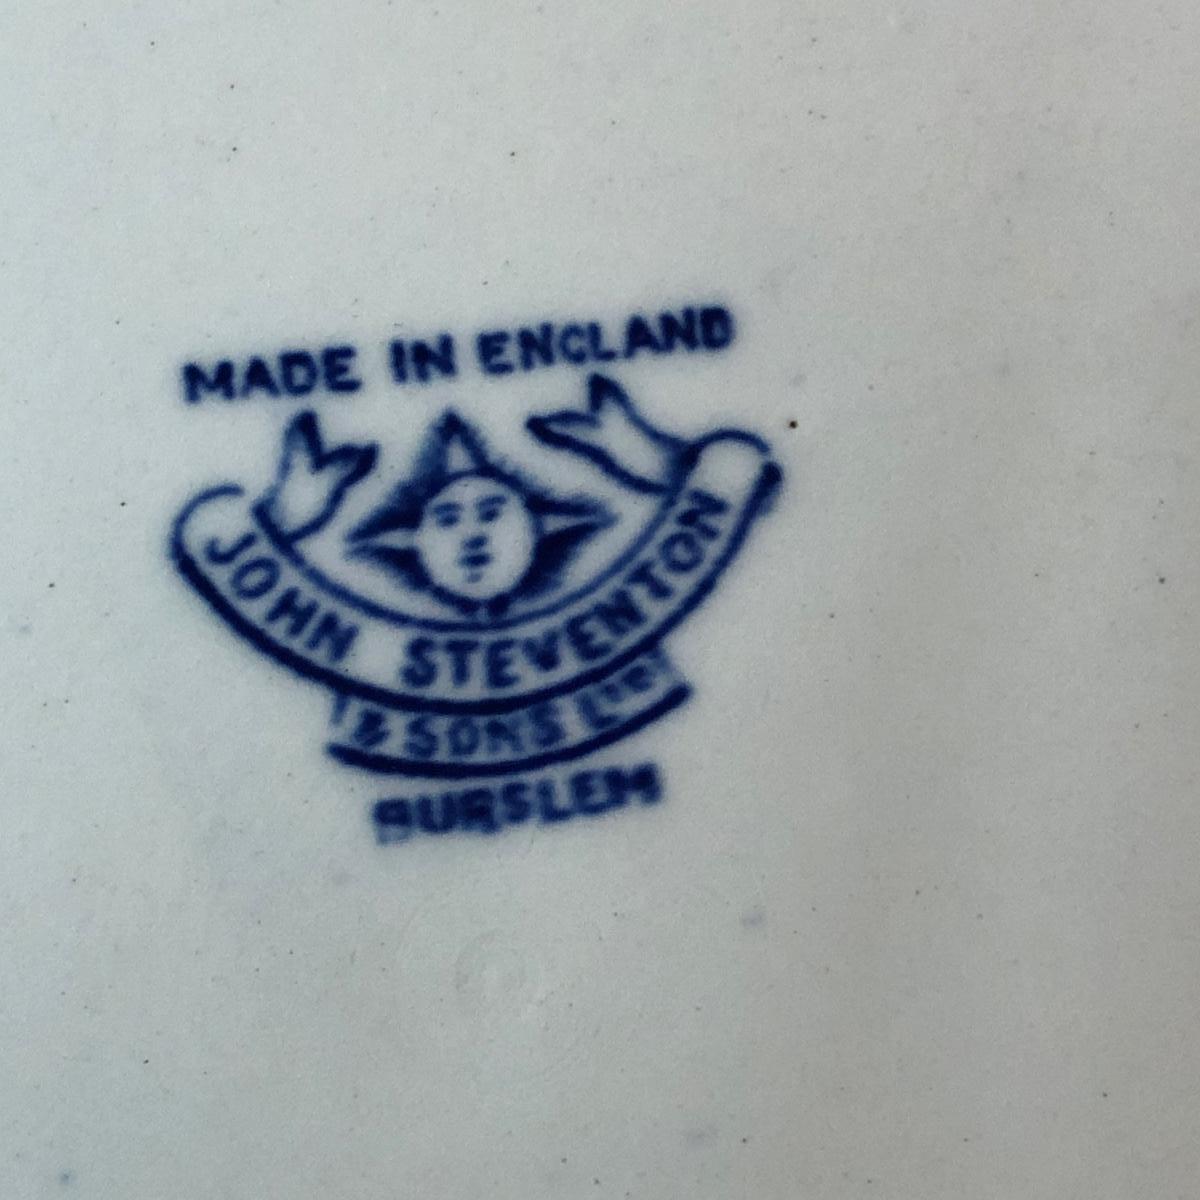 MADE IN ENGLAND
JOHN STEVENTON
& SONS LTD
BURSLEM